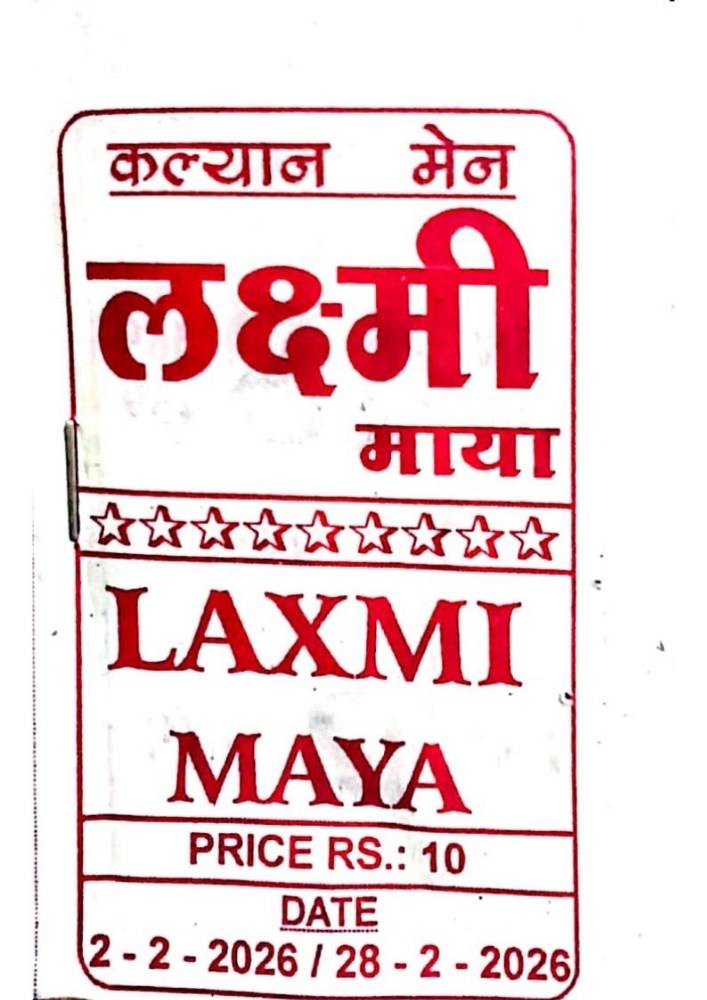 कल्यान मेन
लक्ष्मी
माया
LAXMI
MAYA
PRICE RS.: 10
DATE
2 - 2 - 2026 / 28 - 2 - 2026